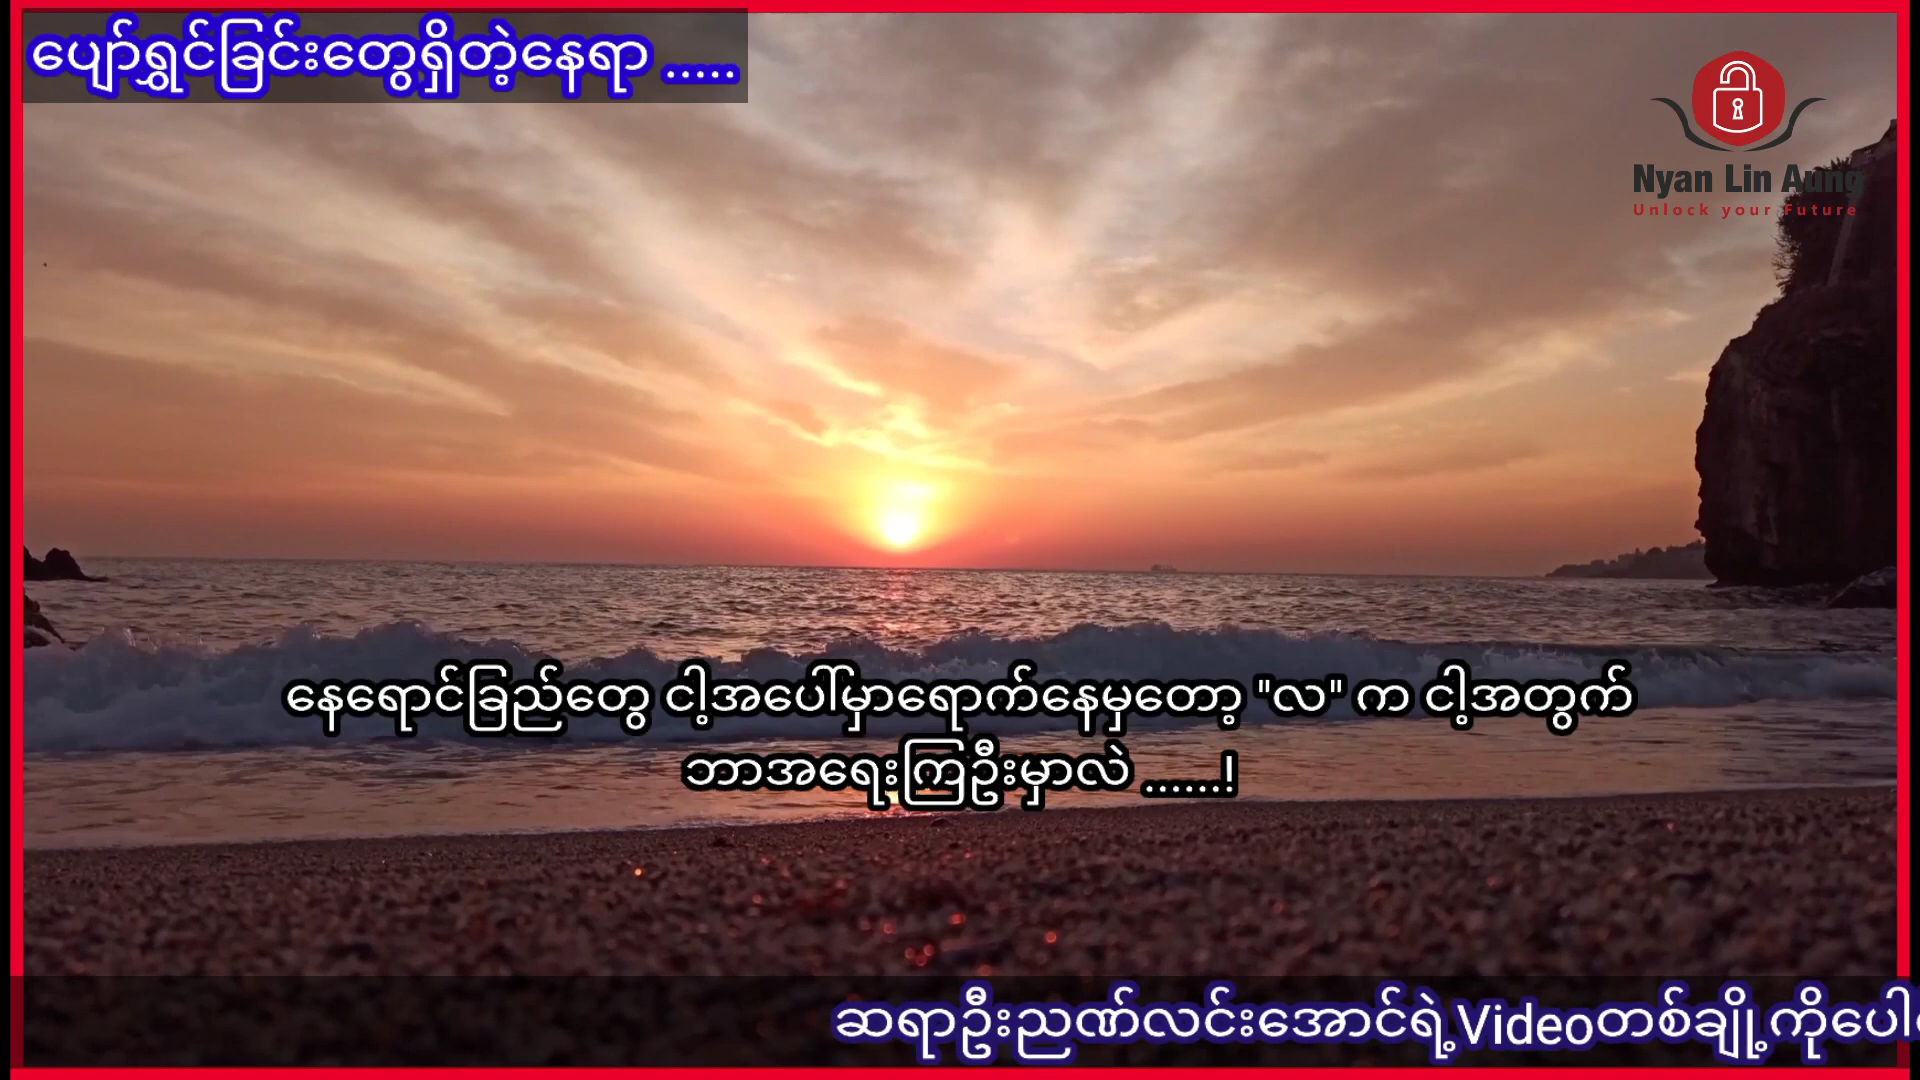 ပျော်ရွှင်ခြင်းတွေရှိတဲ့နေရာ .....
Nyan Lin Aung
Unlock your Future
နေရောင်ခြည်တွေ ငါ့အပေါ်မှာရောက်နေမှတော့ "လ" က ငါ့အတွက်
ဘာအရေးကြဦးမှာလဲ ......!
ဆရာဦးညဏ်လင်းအောင်ရဲ့Videoတစ်ချို့ကို